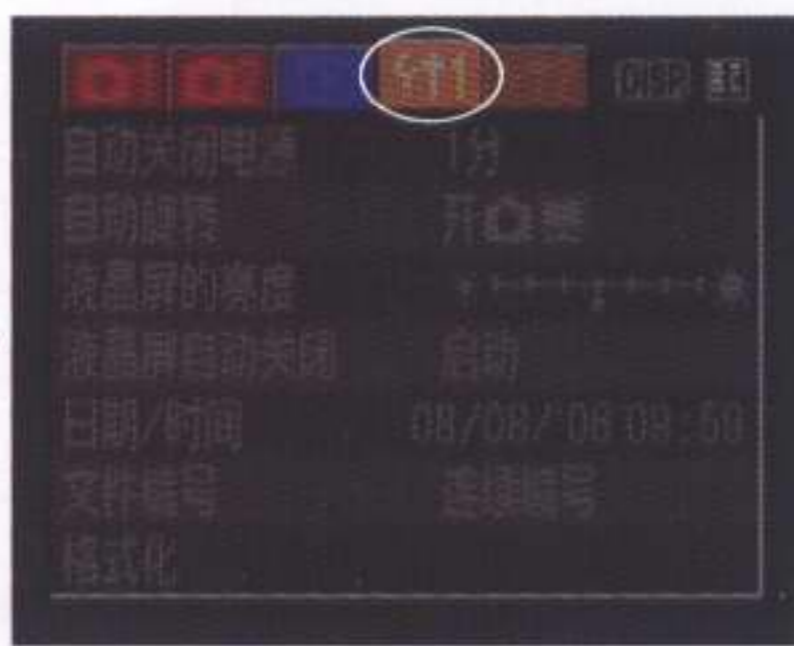 DISP.
自动关闭电源 1分
自动旋转 开
液晶屏的亮度
液晶屏自动关闭 启动
日期/时间 08/08/'08 09:59
文件编号 连续编号
格式化